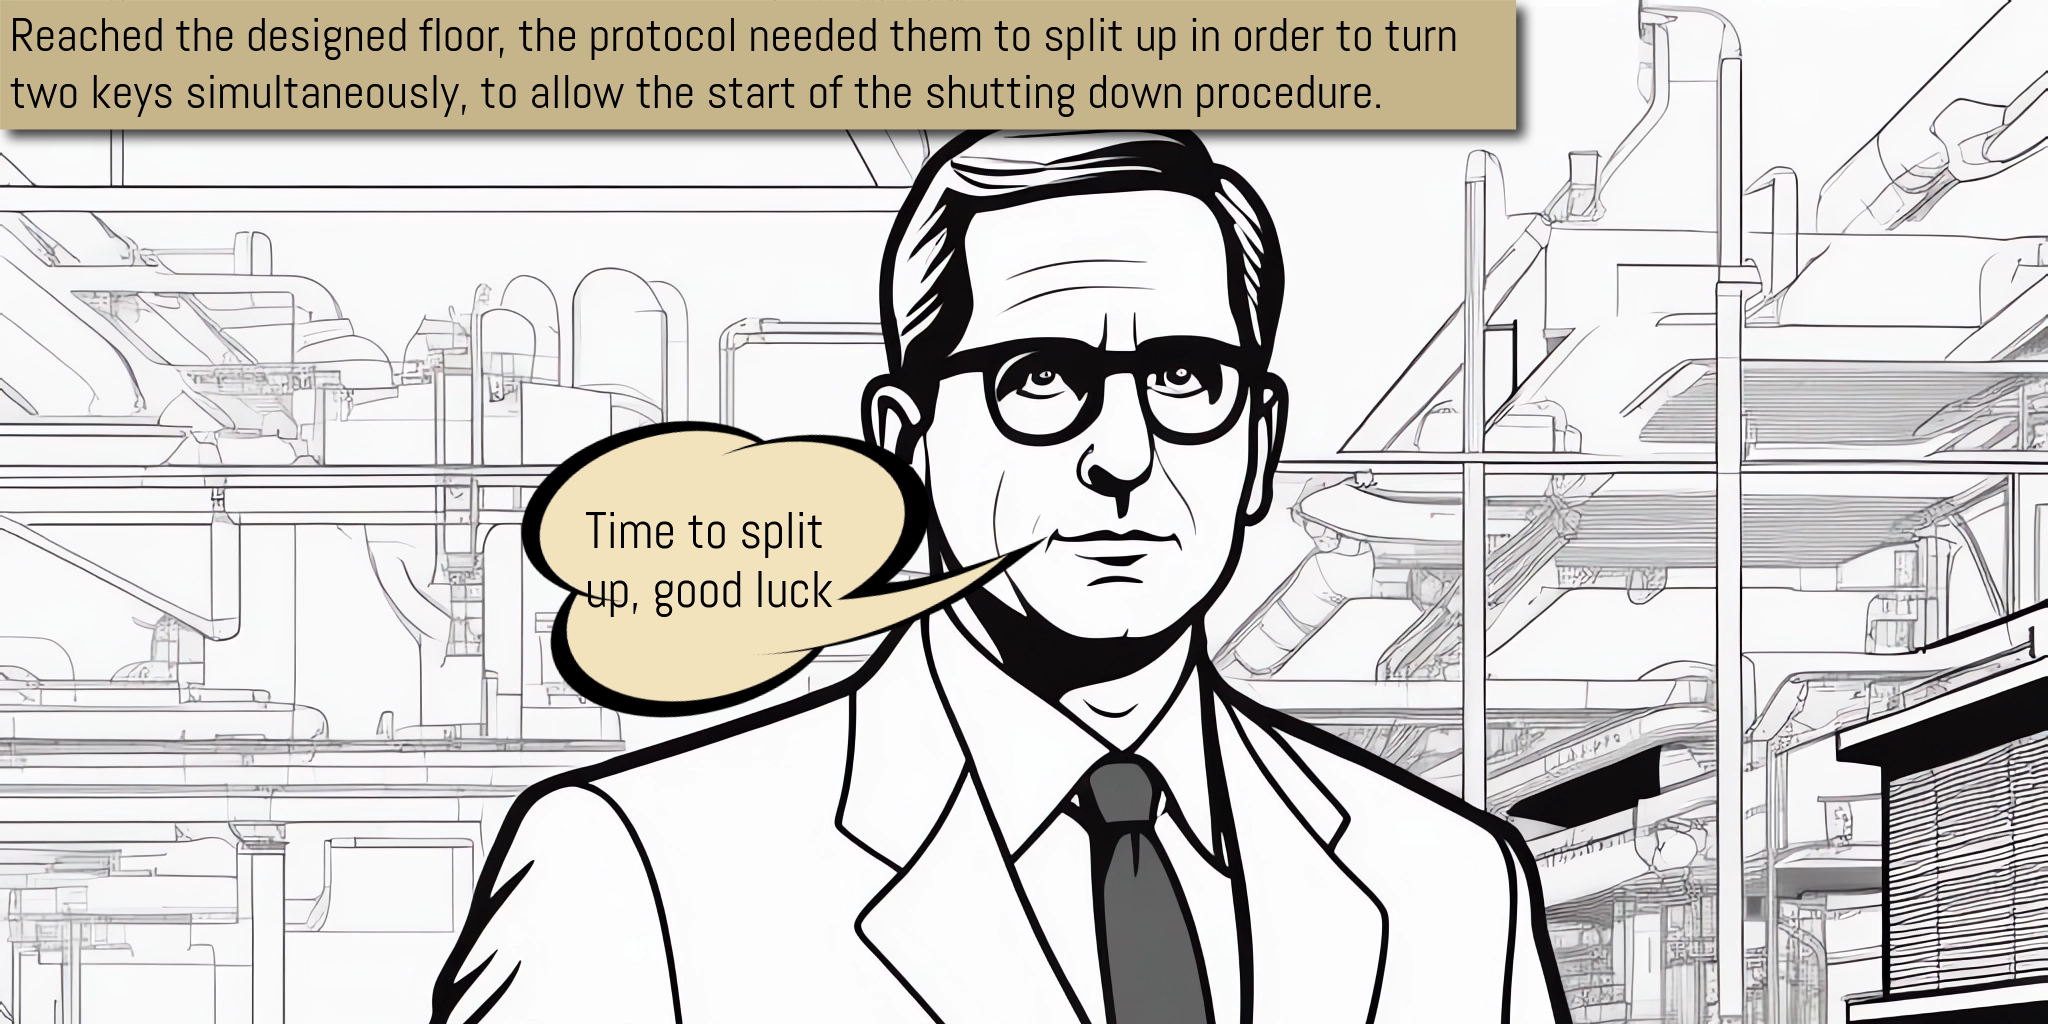 Reached the designed floor, the protocol needed them to split up in order to turn
two keys simultaneously, to allow the start of the shutting down procedure.
Time to split
up, good luck